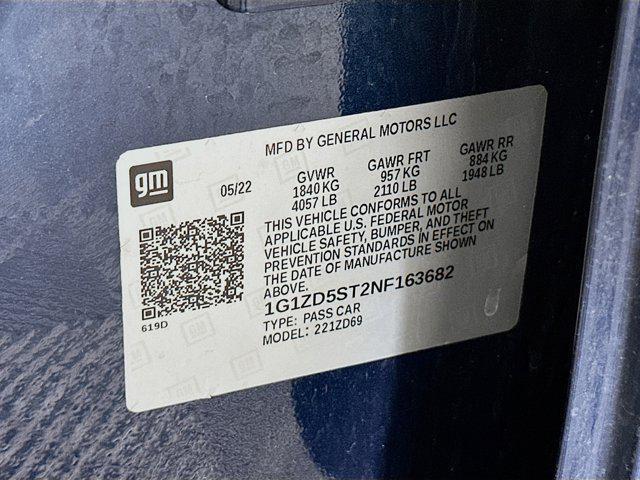 MFD BY GENERAL MOTORS LLC
gm
05/22 GVWR GAWR FRT GAWR RR
1840 KG 957 KG 884 KG
4057 LB 2110 LB 1948 LB
THIS VEHICLE CONFORMS TO ALL
APPLICABLE U.S. FEDERAL MOTOR
VEHICLE SAFETY, BUMPER, AND THEFT
PREVENTION STANDARDS IN EFFECT ON
THE DATE OF MANUFACTURE SHOWN
ABOVE.
1G1ZD5ST2NF163682
619D
TYPE: PASS CAR
MODEL: 221ZD69